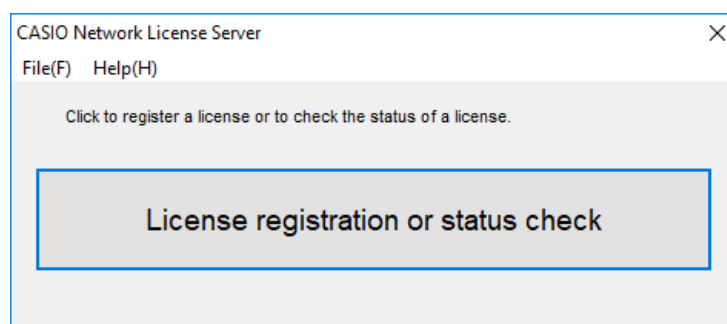 CASIO Network License Server
File(F) Help(H)
Click to register a license or to check the status of a license.
License registration or status check